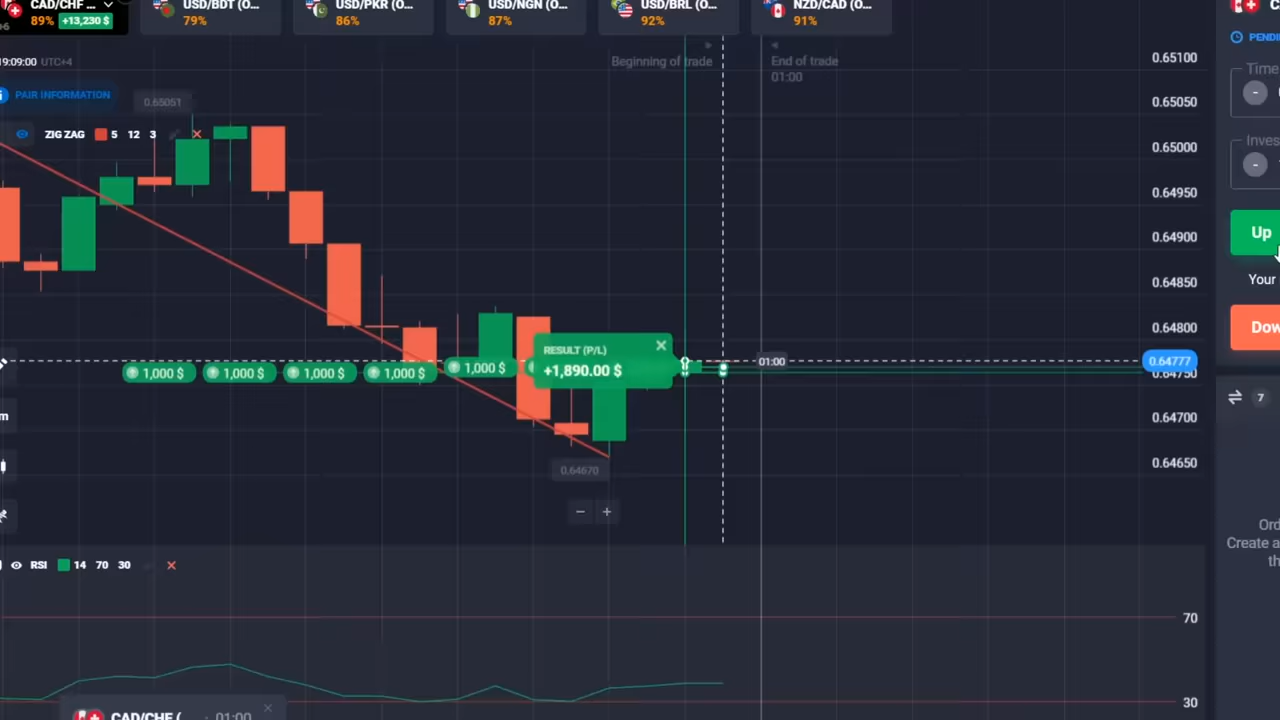 CAD/CHF ...
89% +13,230 $
USD/BDT (O...
79%
USD/PKR (O...
86%
USD/NGN (O...
87%
USD/BRL (O...
92%
NZD/CAD (O...
91%
19:09:00 UTC+4
PAIR INFORMATION
0.65051
ZIG ZAG 5 12 3
Beginning of trade
End of trade
01:00
0.65100
0.65050
0.65000
0.64950
0.64900
0.64850
0.64800
0.64777
0.64750
0.64700
0.64650
1,000 $
1,000 $
1,000 $
1,000 $
1,000 $
RESULT (P/L)
+1,890.00 $
01:00
0.64670
− +
RSI 14 70 30
70
30
CAD/CHF ( 01:00
Time
-
Inves
-
Up
Your
Dow
7
Ord
Create a
th